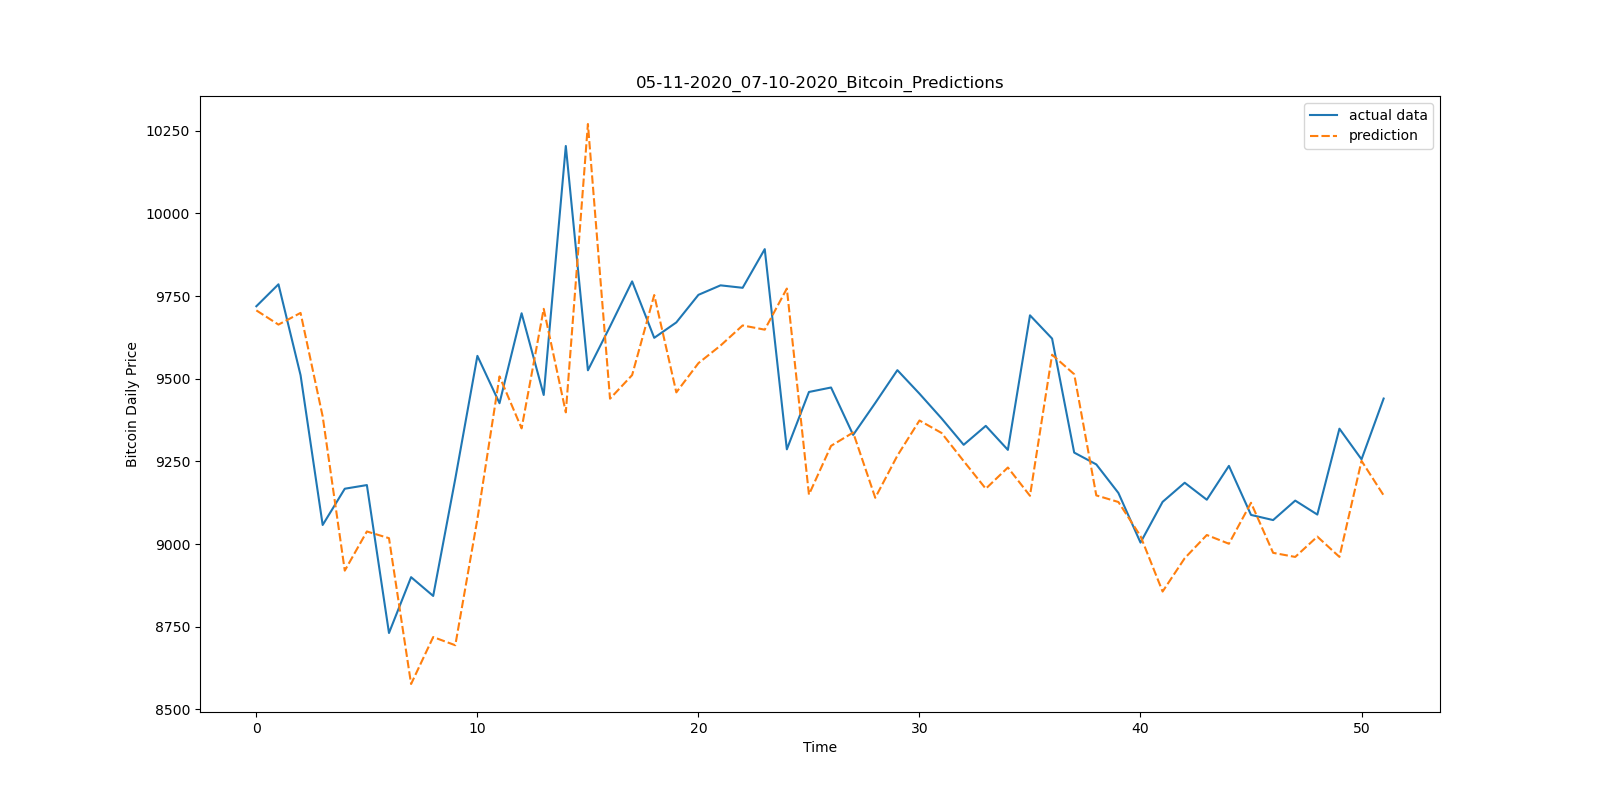 05-11-2020_07-10-2020_Bitcoin_Predictions
actual data
prediction
10250
10000
9750
9500
9250
9000
8750
8500
Bitcoin Daily Price
0 10 20 30 40 50
Time